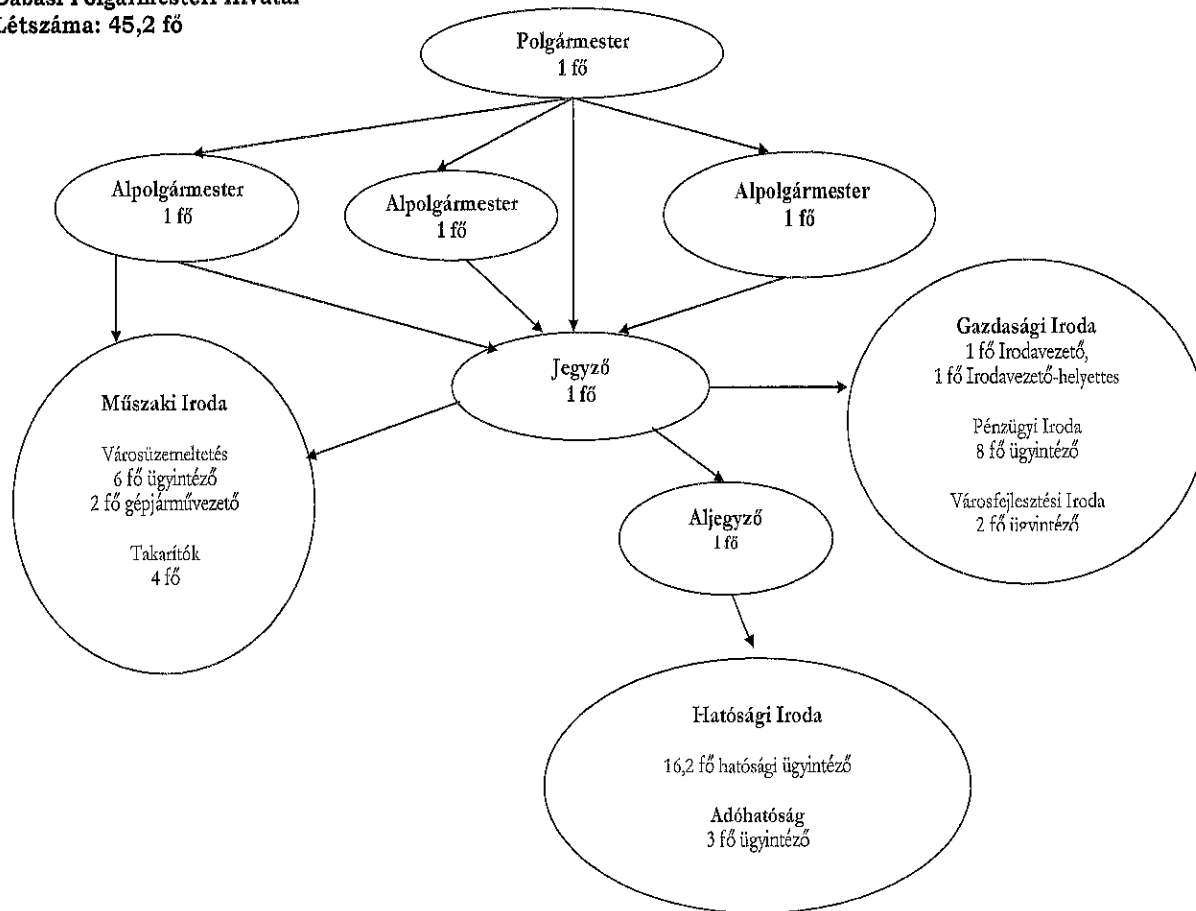 Létszáma: 45,2 fő
Polgármester
1 fő
Alpolgármester
1 fő
Alpolgármester
1 fő
Alpolgármester
1 fő
Jegyző
1 fő
Gazdasági Iroda
1 fő Irodavezető,
1 fő Irodavezető-helyettes
Pénzügyi Iroda
8 fő ügyintéző
Városfejlesztési Iroda
2 fő ügyintéző
Műszaki Iroda
Városüzemeltetés
6 fő ügyintéző
2 fő gépjárművezető
Takarítók
4 fő
Aljegyző
1 fő
Hatósági Iroda
16,2 fő hatósági ügyintéző
Adóhatóság
3 fő ügyintéző